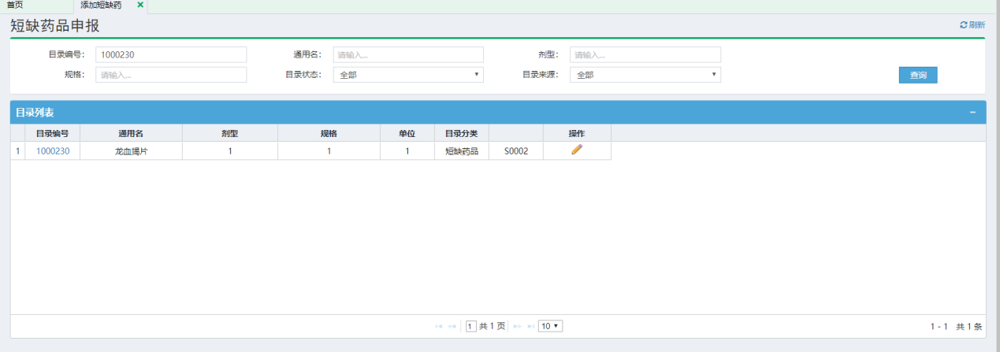 首页 添加短缺药
短缺药品申报 刷新
目录编号: 1000230 通用名: 请输入... 剂型: 请输入...
规格: 请输入... 目录状态: 全部 目录来源: 全部 查询
目录列表
目录编号 通用名 剂型 规格 单位 目录分类 操作
1 1000230 龙血竭片 1 1 1 短缺药品 S0002
1 共 1 页 10 1 - 1 共 1 条